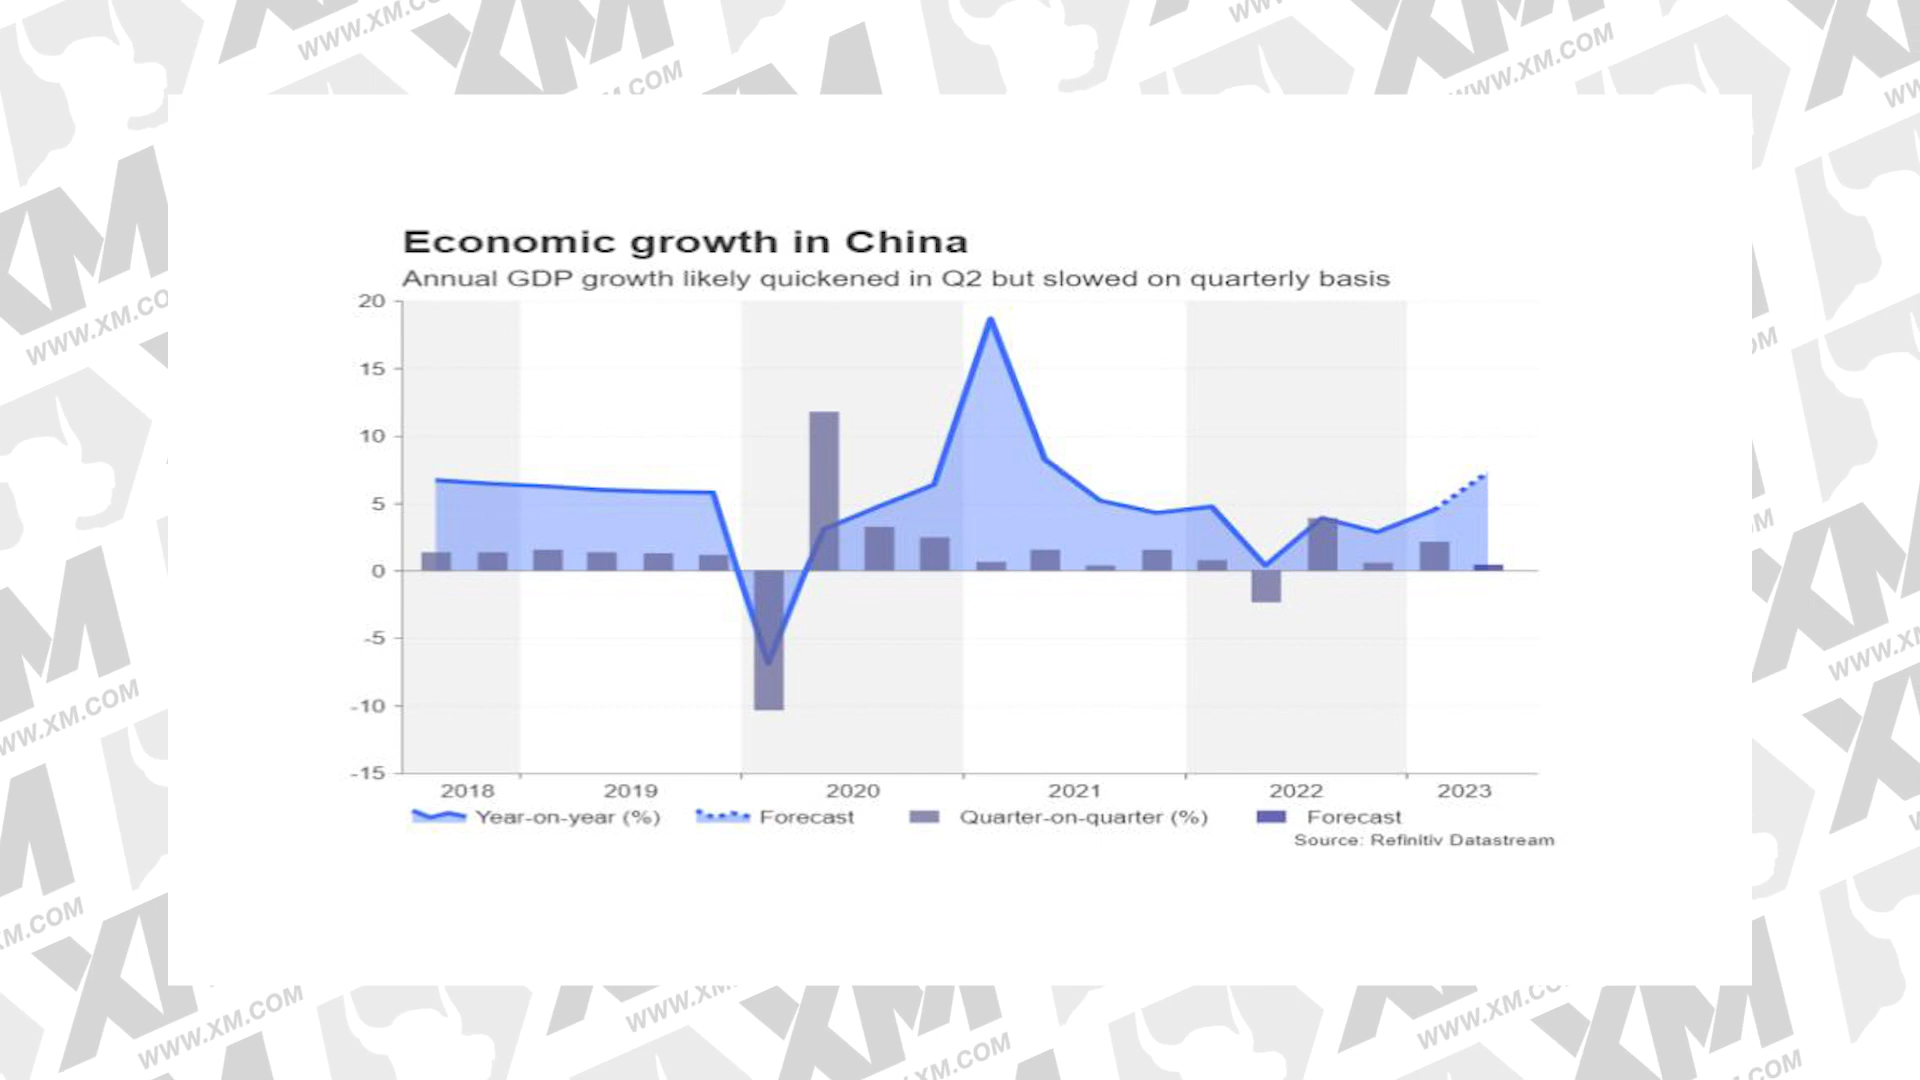 WWW.XM.COM
Economic growth in China
Annual GDP growth likely quickened in Q2 but slowed on quarterly basis
20
15
10
5
0
-5
-10
-15
2018 2019 2020 2021 2022 2023
Year-on-year (%) Forecast Quarter-on-quarter (%) Forecast
Source: Refinitiv Datastream